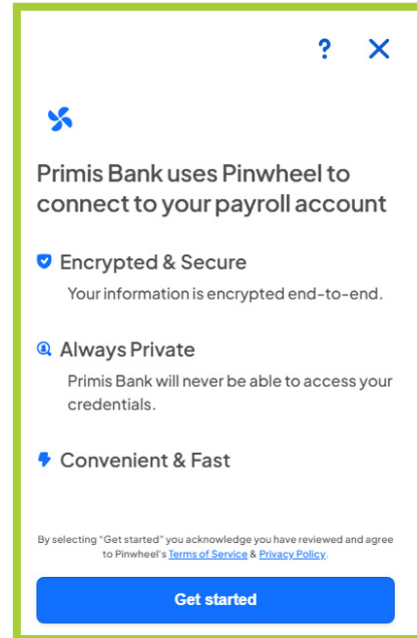 ?
Primis Bank uses Pinwheel to
connect to your payroll account
Encrypted & Secure
Your information is encrypted end-to-end.
Always Private
Primis Bank will never be able to access your
credentials.
Convenient & Fast
By selecting “Get started” you acknowledge you have reviewed and agree
to Pinwheel's Terms of Service & Privacy Policy.
Get started